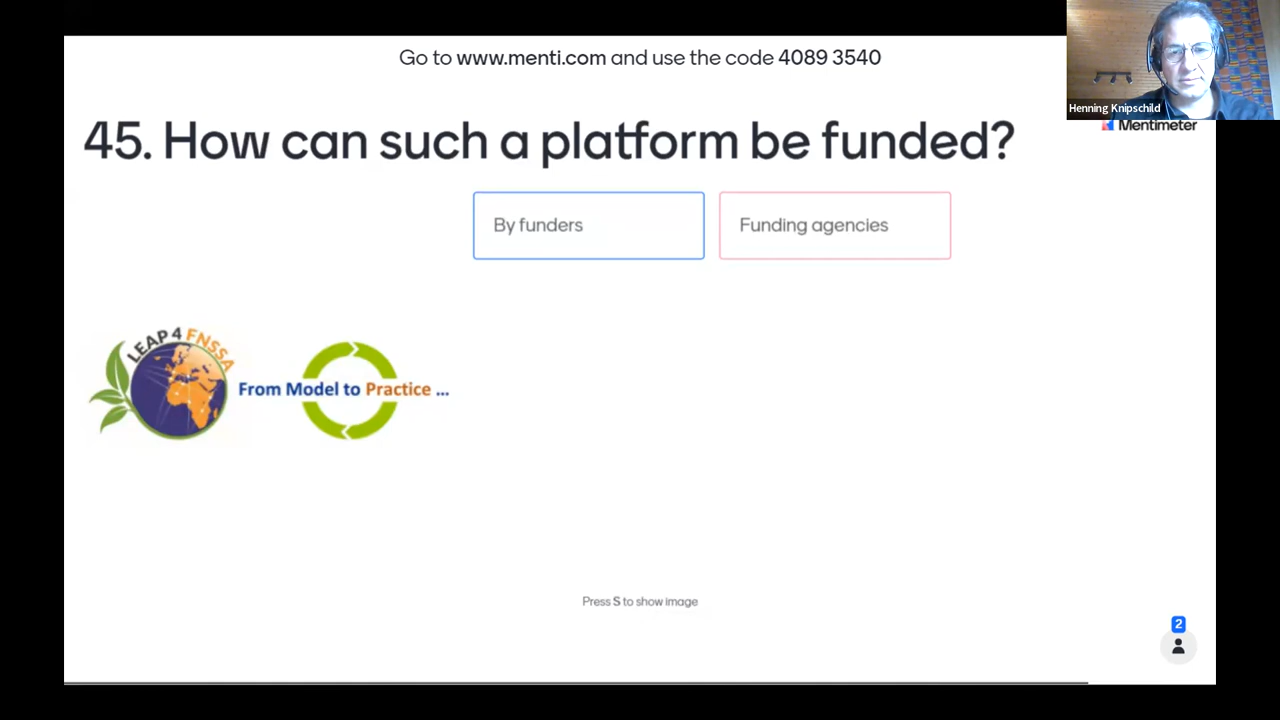 Go to www.menti.com and use the code 4089 3540
Henning Knipschild
Mentimeter
45. How can such a platform be funded?
By funders
Funding agencies
LEAP 4 FNSSA
From Model to Practice ...
Press S to show image
2